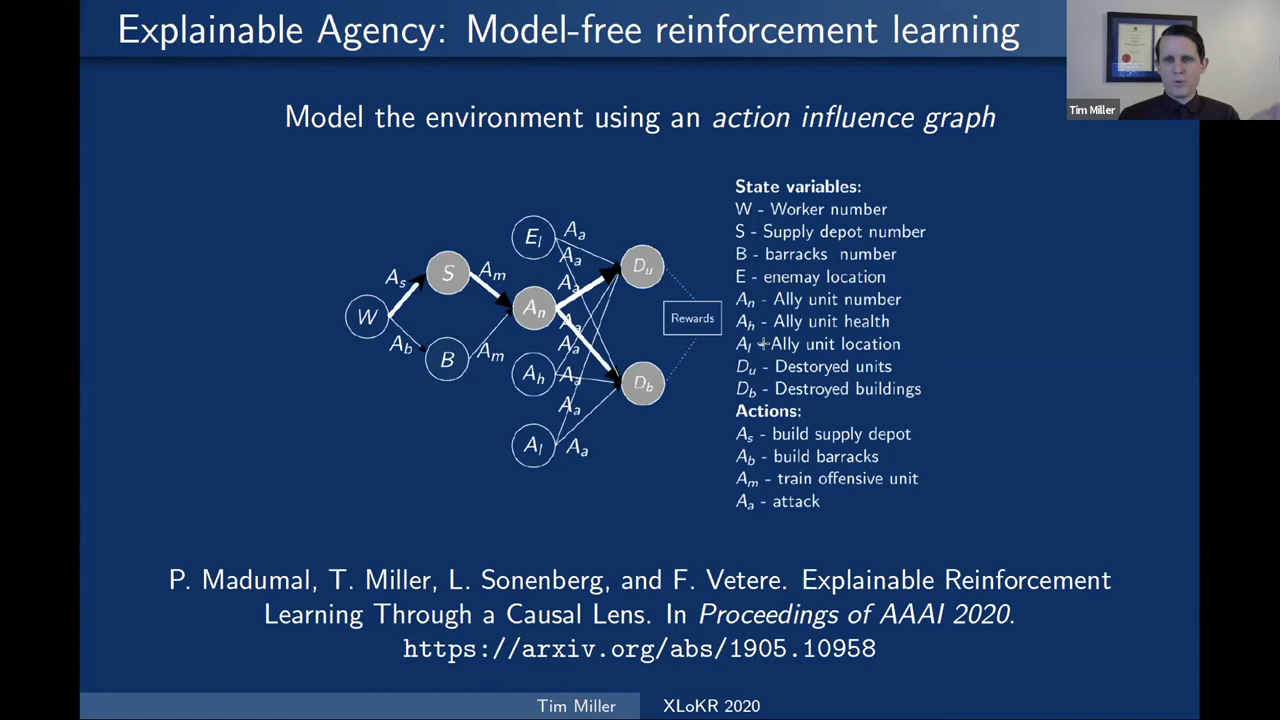 Explainable Agency: Model-free reinforcement learning
Tim Miller
Model the environment using an action influence graph
State variables:
W - Worker number
S - Supply depot number
B - barracks number
E - enemay location
Aₙ - Ally unit number
Aₕ - Ally unit health
Aₗ - Ally unit location
Dᵤ - Destoryed units
D_b - Destroyed buildings
Actions:
Aₛ - build supply depot
A_b - build barracks
Aₘ - train offensive unit
Aₐ - attack
Eₗ
Aₐ
Aₐ
Dᵤ
Aₛ
S
Aₘ
Aₐ
W
Aₙ
Rewards
Aₐ
A_b
B
Aₘ
Aₐ
Aₕ
Aₐ
D_b
Aₐ
Aₗ
Aₐ
P. Madumal, T. Miller, L. Sonenberg, and F. Vetere. Explainable Reinforcement
Learning Through a Causal Lens. In Proceedings of AAAI 2020.
https://arxiv.org/abs/1905.10958
Tim Miller
XLoKR 2020